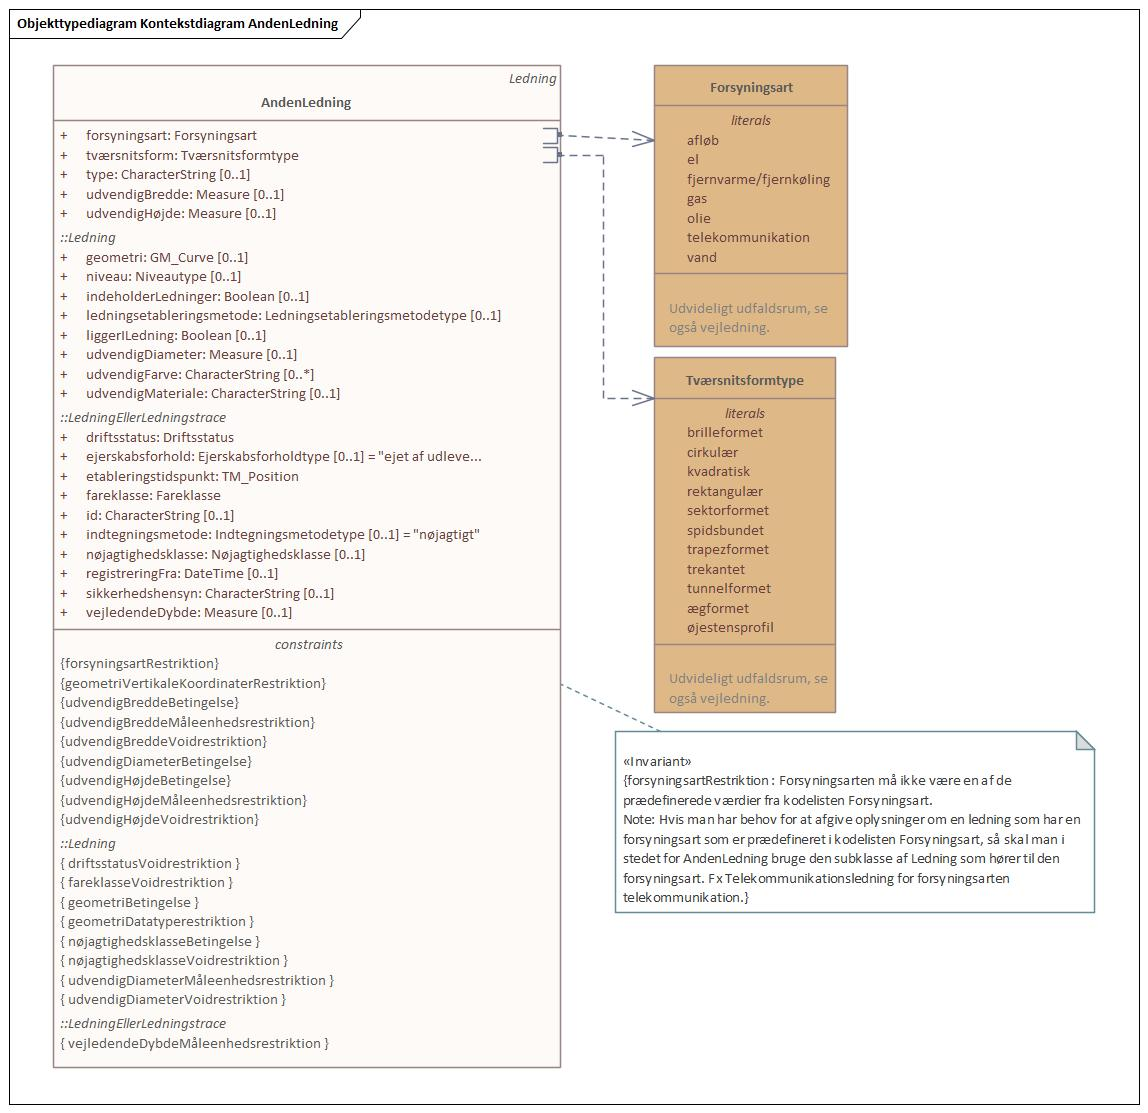 Objekttypediagram Kontekstdiagram AndenLedning
Ledning
AndenLedning
+ forsyningsart: Forsyningsart
+ tværsnitsform: Tværsnitsformtype
+ type: CharacterString [0..1]
+ udvendigBredde: Measure [0..1]
+ udvendigHøjde: Measure [0..1]
::Ledning
+ geometri: GM_Curve [0..1]
+ niveau: Niveautype [0..1]
+ indeholderLedninger: Boolean [0..1]
+ ledningsetableringsmetode: Ledningsetableringsmetodetype [0..1]
+ liggerILedning: Boolean [0..1]
+ udvendigDiameter: Measure [0..1]
+ udvendigFarve: CharacterString [0..*]
+ udvendigMateriale: CharacterString [0..1]
::LedningEllerLedningstrace
+ driftsstatus: Driftsstatus
+ ejerskabsforhold: Ejerskabsforholdtype [0..1] = "ejet af udleve...
+ etableringstidspunkt: TM_Position
+ fareklasse: Fareklasse
+ id: CharacterString [0..1]
+ indtegningsmetode: Indtegningsmetodetype [0..1] = "nøjagtigt"
+ nøjagtighedsklasse: Nøjagtighedsklasse [0..1]
+ registreringFra: DateTime [0..1]
+ sikkerhedshensyn: CharacterString [0..1]
+ vejledendeDybde: Measure [0..1]
constraints
{forsyningsartRestriktion}
{geometriVertikaleKoordinaterRestriktion}
{udvendigBreddeBetingelse}
{udvendigBreddeMåleenhedsrestriktion}
{udvendigBreddeVoidrestriktion}
{udvendigDiameterBetingelse}
{udvendigHøjdeBetingelse}
{udvendigHøjdeMåleenhedsrestriktion}
{udvendigHøjdeVoidrestriktion}
::Ledning
{ driftsstatusVoidrestriktion }
{ fareklasseVoidrestriktion }
{ geometriBetingelse }
{ geometriDatatyperestriktion }
{ nøjagtighedsklasseBetingelse }
{ nøjagtighedsklasseVoidrestriktion }
{ udvendigDiameterMåleenhedsrestriktion }
{ udvendigDiameterVoidrestriktion }
::LedningEllerLedningstrace
{ vejledendeDybdeMåleenhedsrestriktion }
Forsyningsart
literals
afløb
el
fjernvarme/fjernkøling
gas
olie
telekommunikation
vand
Udvideligt udfaldsrum, se
også vejledning.
Tværsnitsformtype
literals
brilleformet
cirkulær
kvadratisk
rektangulær
sektorformet
spidsbundet
trapezformet
trekantet
tunnelformet
ægformet
øjestensprofil
Udvideligt udfaldsrum, se
også vejledning.
«Invariant»
{forsyningsartRestriktion : Forsyningsarten må ikke være en af de
prædefinerede værdier fra kodelisten Forsyningsart.
Note: Hvis man har behov for at afgive oplysninger om en ledning som har en
forsyningsart som er prædefineret i kodelisten Forsyningsart, så skal man i
stedet for AndenLedning bruge den subklasse af Ledning som hører til den
forsyningsart. Fx Telekommunikationsledning for forsyningsarten
telekommunikation.}